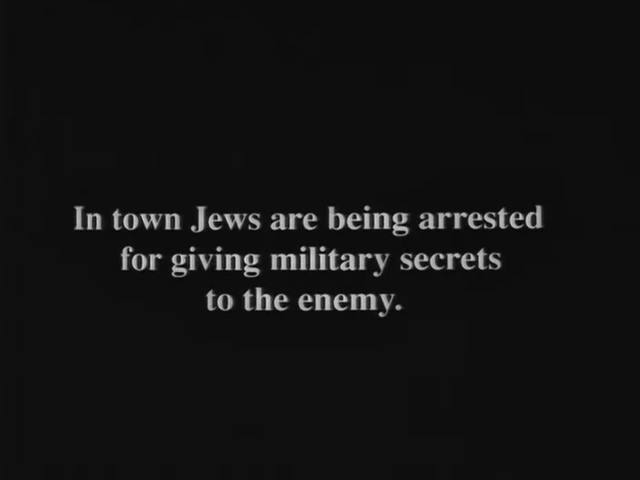 In town Jews are being arrested
for giving military secrets
to the enemy.